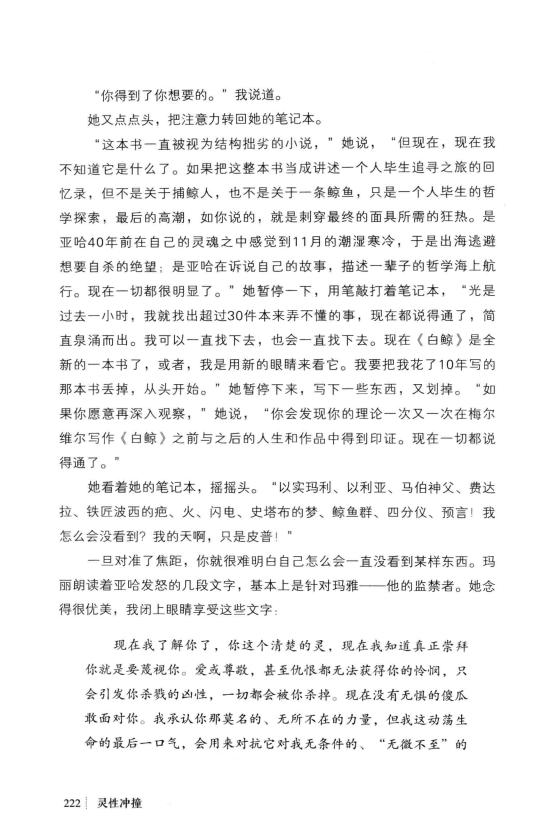 “你得到了你想要的。”我说道。
她又点点头，把注意力转回她的笔记本。
“这本书一直被视为结构拙劣的小说，”她说，“但现在，现在我
不知道它是什么了。如果把这整本书当成讲述一个人毕生追寻之旅的回
忆录，但不是关于捕鲸人，也不是关于一条鲸鱼，只是一个人毕生的哲
学探索，最后的高潮，如你说的，就是刺穿最终的面具所需的狂热。是
亚哈40年前在自己的灵魂之中感觉到11月的潮湿寒冷，于是出海逃避
想要自杀的绝望；是亚哈在诉说自己的故事，描述一辈子的哲学海上航
行。现在一切都很明显了。”她暂停一下，用笔敲打着笔记本，“光是
过去一小时，我就找出超过30件本来弄不懂的事，现在都说得通了，简
直泉涌而出。我可以一直找下去，也会一直找下去。现在《白鲸》是全
新的一本书了，或者，我是用新的眼睛来看它。我要把我花了10年写的
那本书丢掉，从头开始。”她暂停下来，写下一些东西，又划掉。“如
果你愿意再深入观察，”她说，“你会发现你的理论一次又一次在梅尔
维尔写作《白鲸》之前与之后的人生和作品中得到印证。现在一切都说
得通了。”
她看着她的笔记本，摇摇头。“以实玛利、以利亚、马伯神父、费达
拉、铁匠波西的疤、火、闪电、史塔布的梦、鲸鱼群、四分仪、预言！我
怎么会没看到？我的天啊，只是皮普！”
一旦对准了焦距，你就很难明白自己怎么会一直没看到某样东西。玛
丽朗读着亚哈发怒的几段文字，基本上是针对玛雅——他的监禁者。她念
得很优美，我闭上眼睛享受这些文字：
现在我了解你了，你这个清楚的灵，现在我知道真正崇拜
你就是要蔑视你。爱或尊敬，甚至仇恨都无法获得你的怜悯，只
会引发你杀戮的凶性，一切都会被你杀掉。现在没有无惧的傻瓜
敢面对你。我承认你那莫名的、无所不在的力量，但我这动荡生
命的最后一口气，会用来对抗它对我无条件的、“无微不至”的
222 灵性冲撞